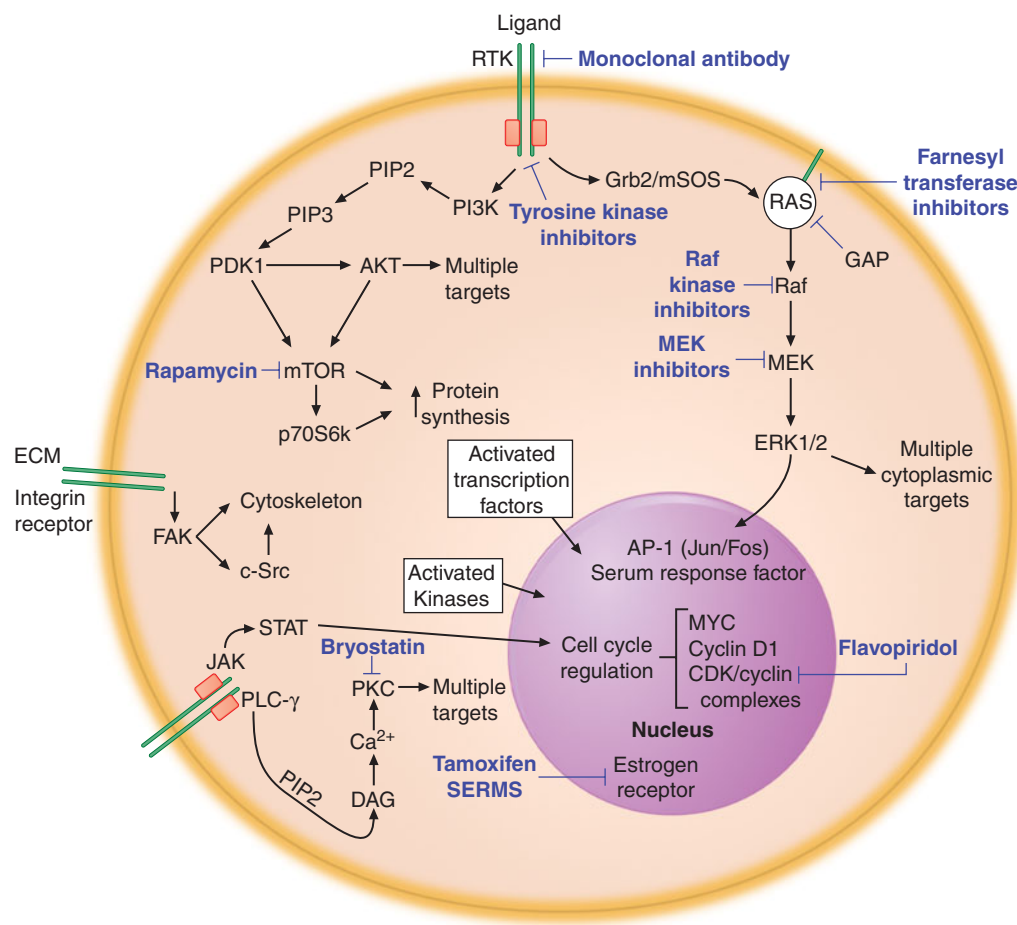 Ligand
RTK
Monoclonal antibody
PIP2
Grb2/mSOS
Farnesyl
transferase
inhibitors
PI3K
Tyrosine kinase
inhibitors
RAS
PIP3
GAP
PDK1
AKT
Multiple
targets
Raf
kinase
inhibitors
Raf
MEK
inhibitors
MEK
Rapamycin
mTOR
Protein
synthesis
p70S6k
ERK1/2
Multiple
cytoplasmic
targets
ECM
Integrin
receptor
Cytoskeleton
FAK
c-Src
Activated
transcription
factors
AP-1 (Jun/Fos)
Serum response factor
Activated
Kinases
STAT
JAK
PLC-γ
Bryostatin
PKC
Multiple
targets
Ca2+
DAG
PIP2
Cell cycle
regulation
MYC
Cyclin D1
CDK/cyclin
complexes
Flavopiridol
Nucleus
Tamoxifen
SERMS
Estrogen
receptor